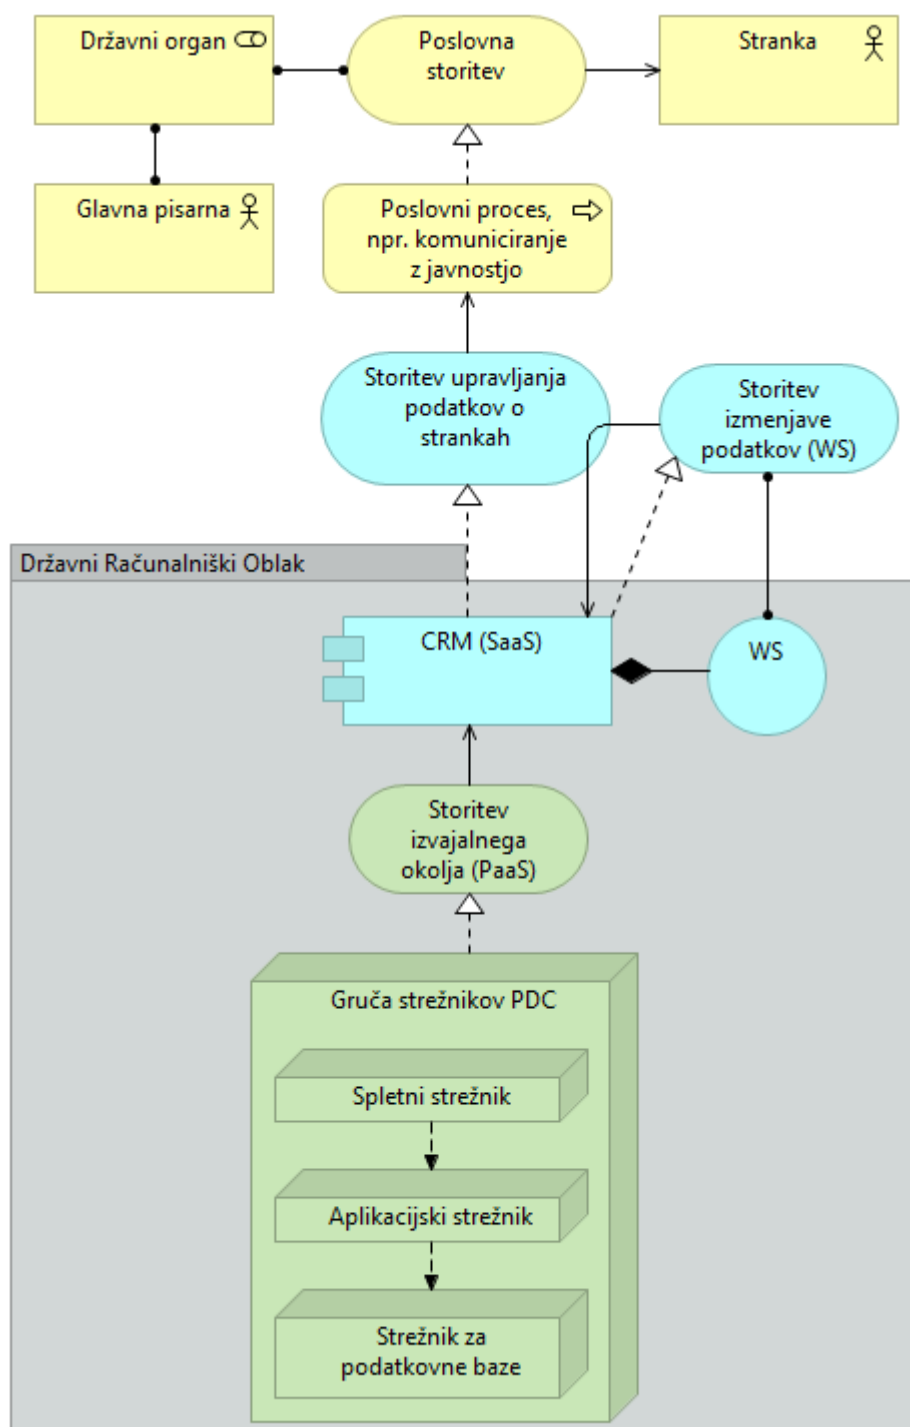 Državni organ
Poslovna
storitev
Stranka
Glavna pisarna
Poslovni proces,
npr. komuniciranje
z javnostjo
Storitev upravljanja
podatkov o
strankah
Storitev
izmenjave
podatkov (WS)
Državni Računalniški Oblak
CRM (SaaS)
WS
Storitev
izvajalnega
okolja (PaaS)
Gruča strežnikov PDC
Spletni strežnik
Aplikacijski strežnik
Strežnik za
podatkovne baze